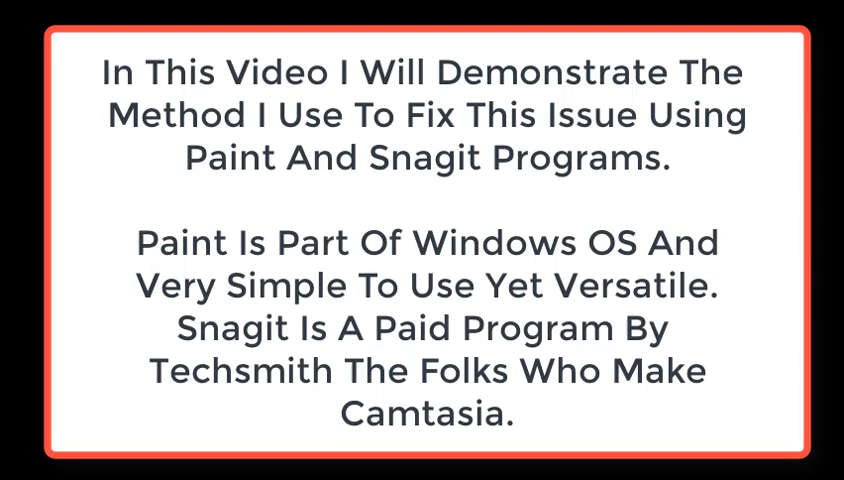 In This Video I Will Demonstrate The
Method I Use To Fix This Issue Using
Paint And Snagit Programs.
Paint Is Part Of Windows OS And
Very Simple To Use Yet Versatile.
Snagit Is A Paid Program By
Techsmith The Folks Who Make
Camtasia.